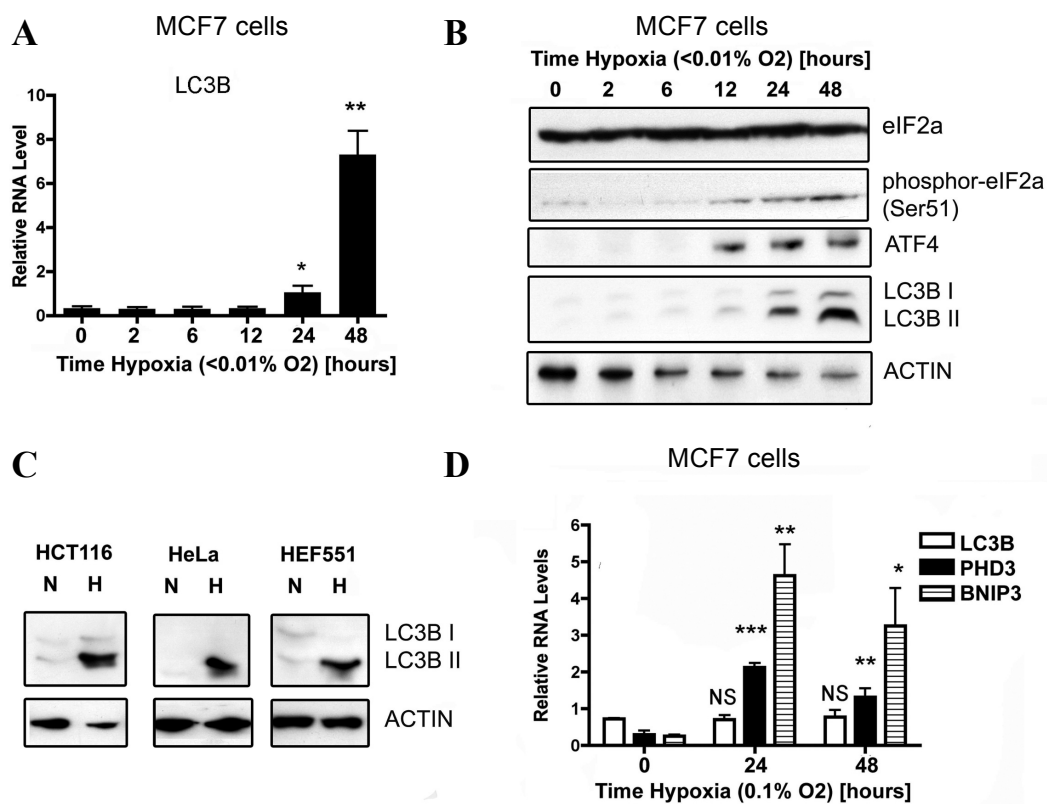 A
MCF7 cells
LC3B
Relative RNA Level
10
8
6
4
2
0
*
**
0 2 6 12 24 48
Time Hypoxia (<0.01% O2) [hours]
B
MCF7 cells
Time Hypoxia (<0.01% O2) [hours]
0 2 6 12 24 48
eIF2a
phosphor-eIF2a
(Ser51)
ATF4
LC3B I
LC3B II
ACTIN
C
HCT116 HeLa HEF551
N H N H N H
LC3B I
LC3B II
ACTIN
D
MCF7 cells
Relative RNA Levels
6
5
4
3
2
1
0
NS *** **
NS ** *
LC3B
PHD3
BNIP3
0 24 48
Time Hypoxia (0.1% O2) [hours]